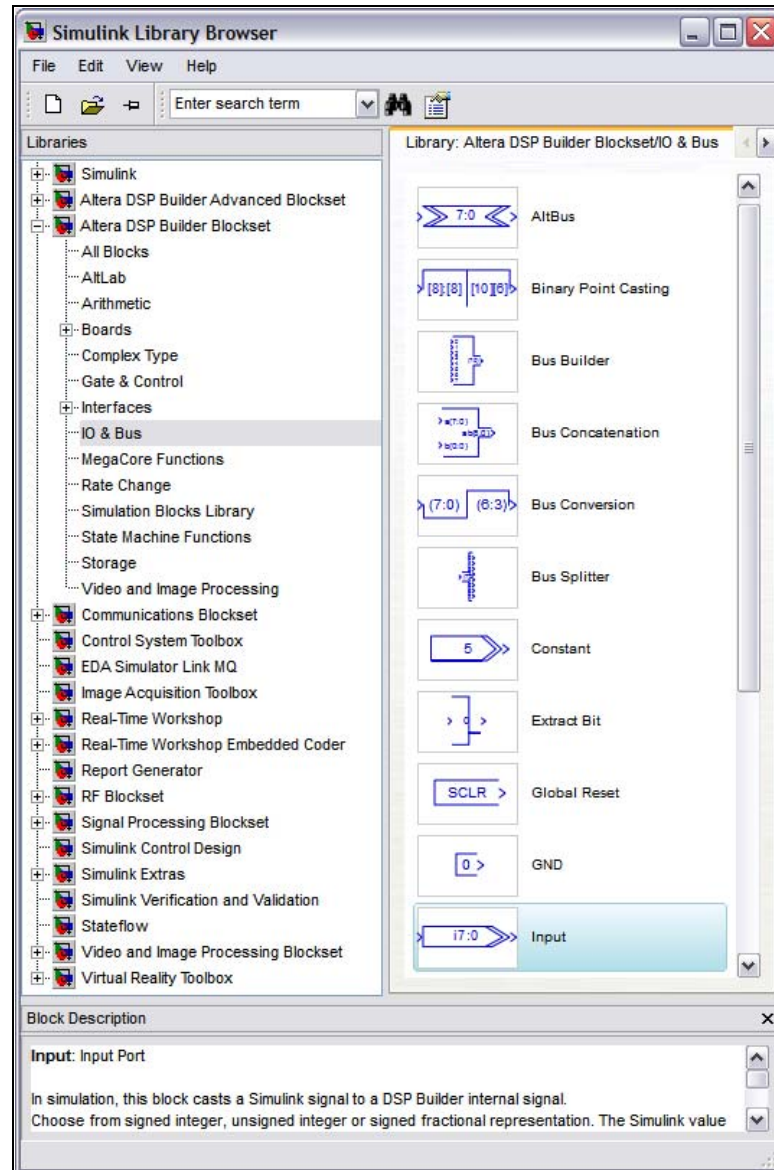 Simulink Library Browser
File Edit View Help
Enter search term
Libraries
Simulink
Altera DSP Builder Advanced Blockset
Altera DSP Builder Blockset
All Blocks
AltLab
Arithmetic
Boards
Complex Type
Gate & Control
Interfaces
IO & Bus
MegaCore Functions
Rate Change
Simulation Blocks Library
State Machine Functions
Storage
Video and Image Processing
Communications Blockset
Control System Toolbox
EDA Simulator Link MQ
Image Acquisition Toolbox
Real-Time Workshop
Real-Time Workshop Embedded Coder
Report Generator
RF Blockset
Signal Processing Blockset
Simulink Control Design
Simulink Extras
Simulink Verification and Validation
Stateflow
Video and Image Processing Blockset
Virtual Reality Toolbox
Library: Altera DSP Builder Blockset/IO & Bus
7:0 AltBus
[8]:[8] [10][6] Binary Point Casting
Bus Builder
a(7:0)
b(0:0)
Bus Concatenation
(7:0) (6:3) Bus Conversion
Bus Splitter
5 Constant
Extract Bit
SCLR Global Reset
0 GND
i7:0 Input
Block Description
Input: Input Port
In simulation, this block casts a Simulink signal to a DSP Builder internal signal.
Choose from signed integer, unsigned integer or signed fractional representation. The Simulink value